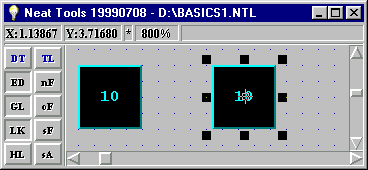 Neat Tools 19990708 - D:\BASICS1.NTL
X:1.13867 Y:3.71680 * 800%
DT TL
ED nF
GL cF
LK sF
HL sA
10 10